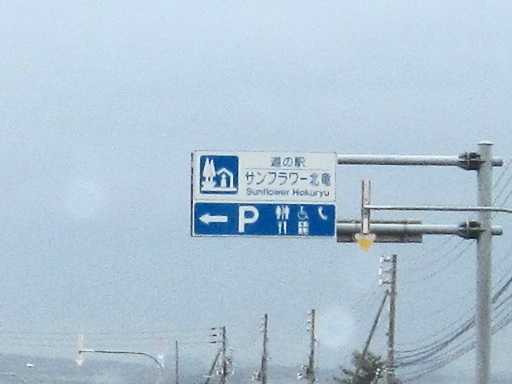 道の駅
サンフラワー北竜
Sunflower Hokuryu
P